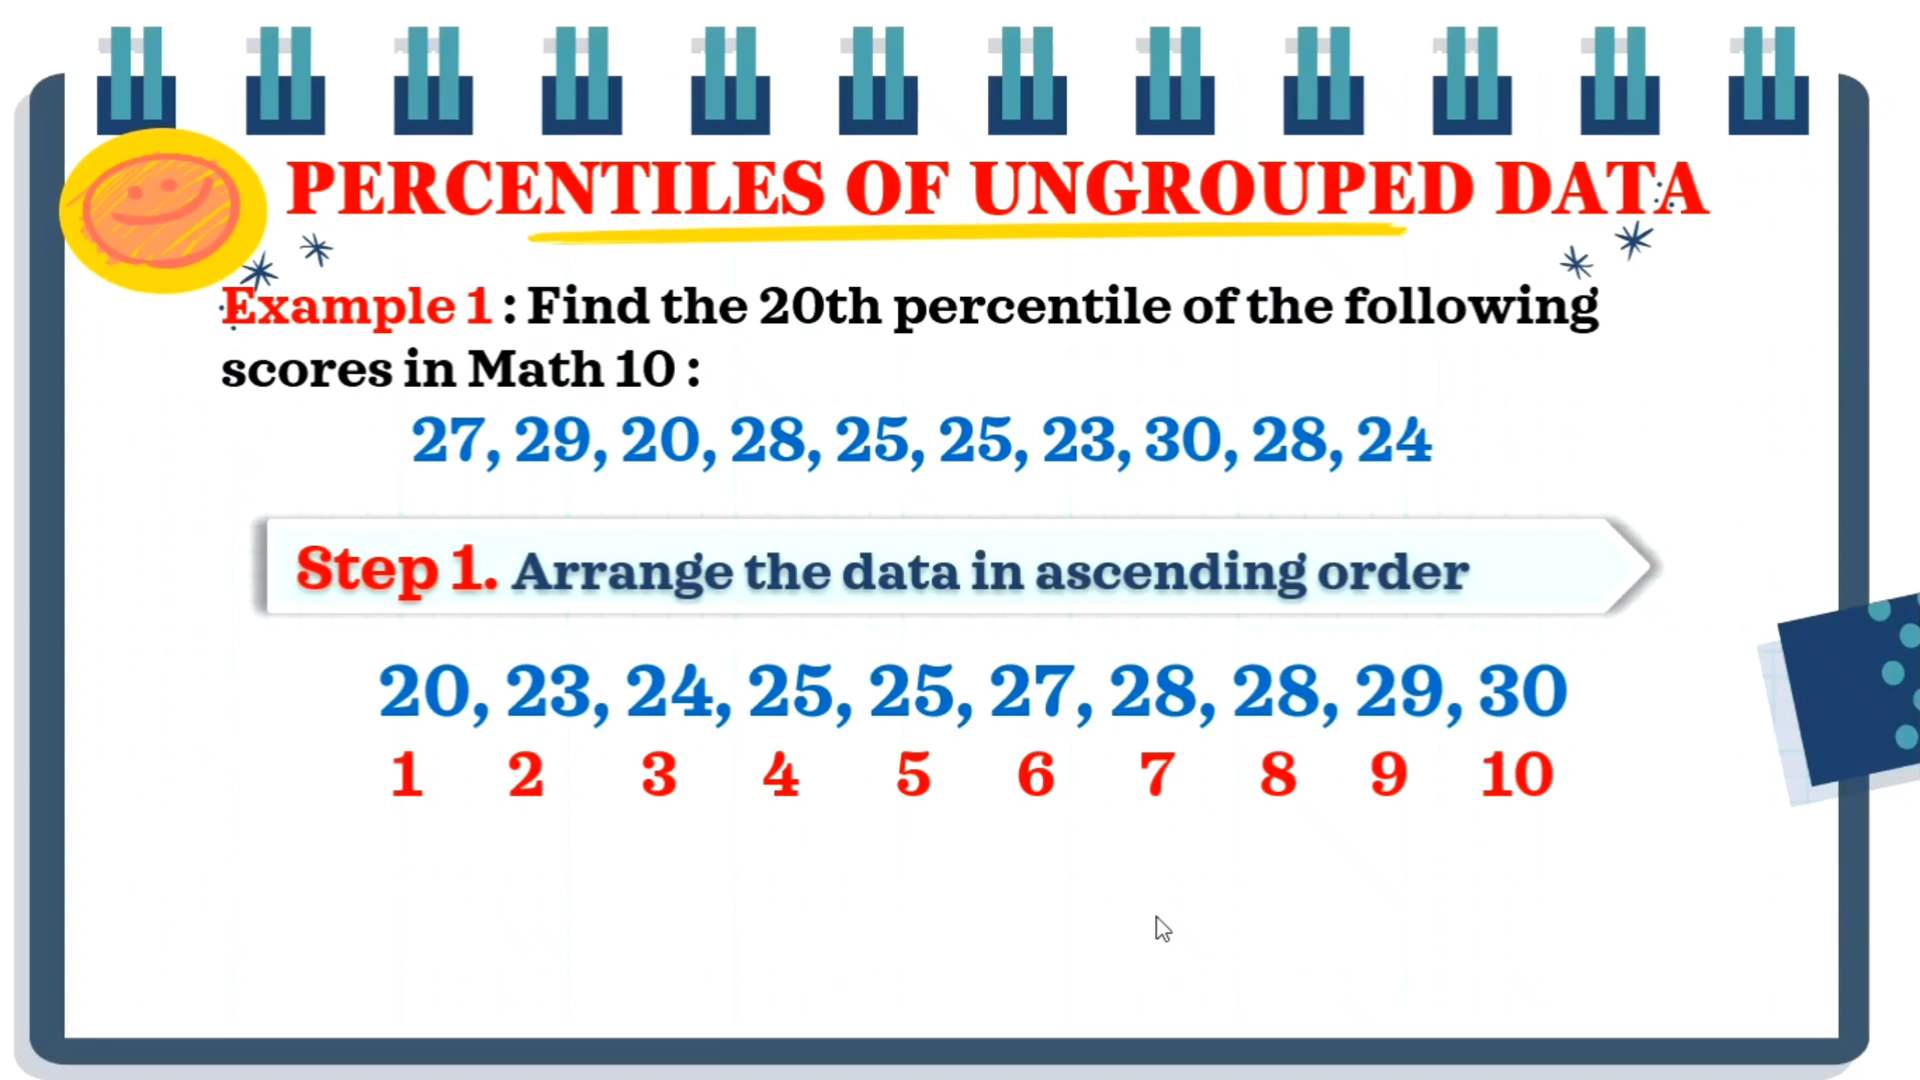 PERCENTILES OF UNGROUPED DATA
Example 1 : Find the 20th percentile of the following
scores in Math 10 :
27, 29, 20, 28, 25, 25, 23, 30, 28, 24
Step 1. Arrange the data in ascending order
20, 23, 24, 25, 25, 27, 28, 28, 29, 30
1 2 3 4 5 6 7 8 9 10